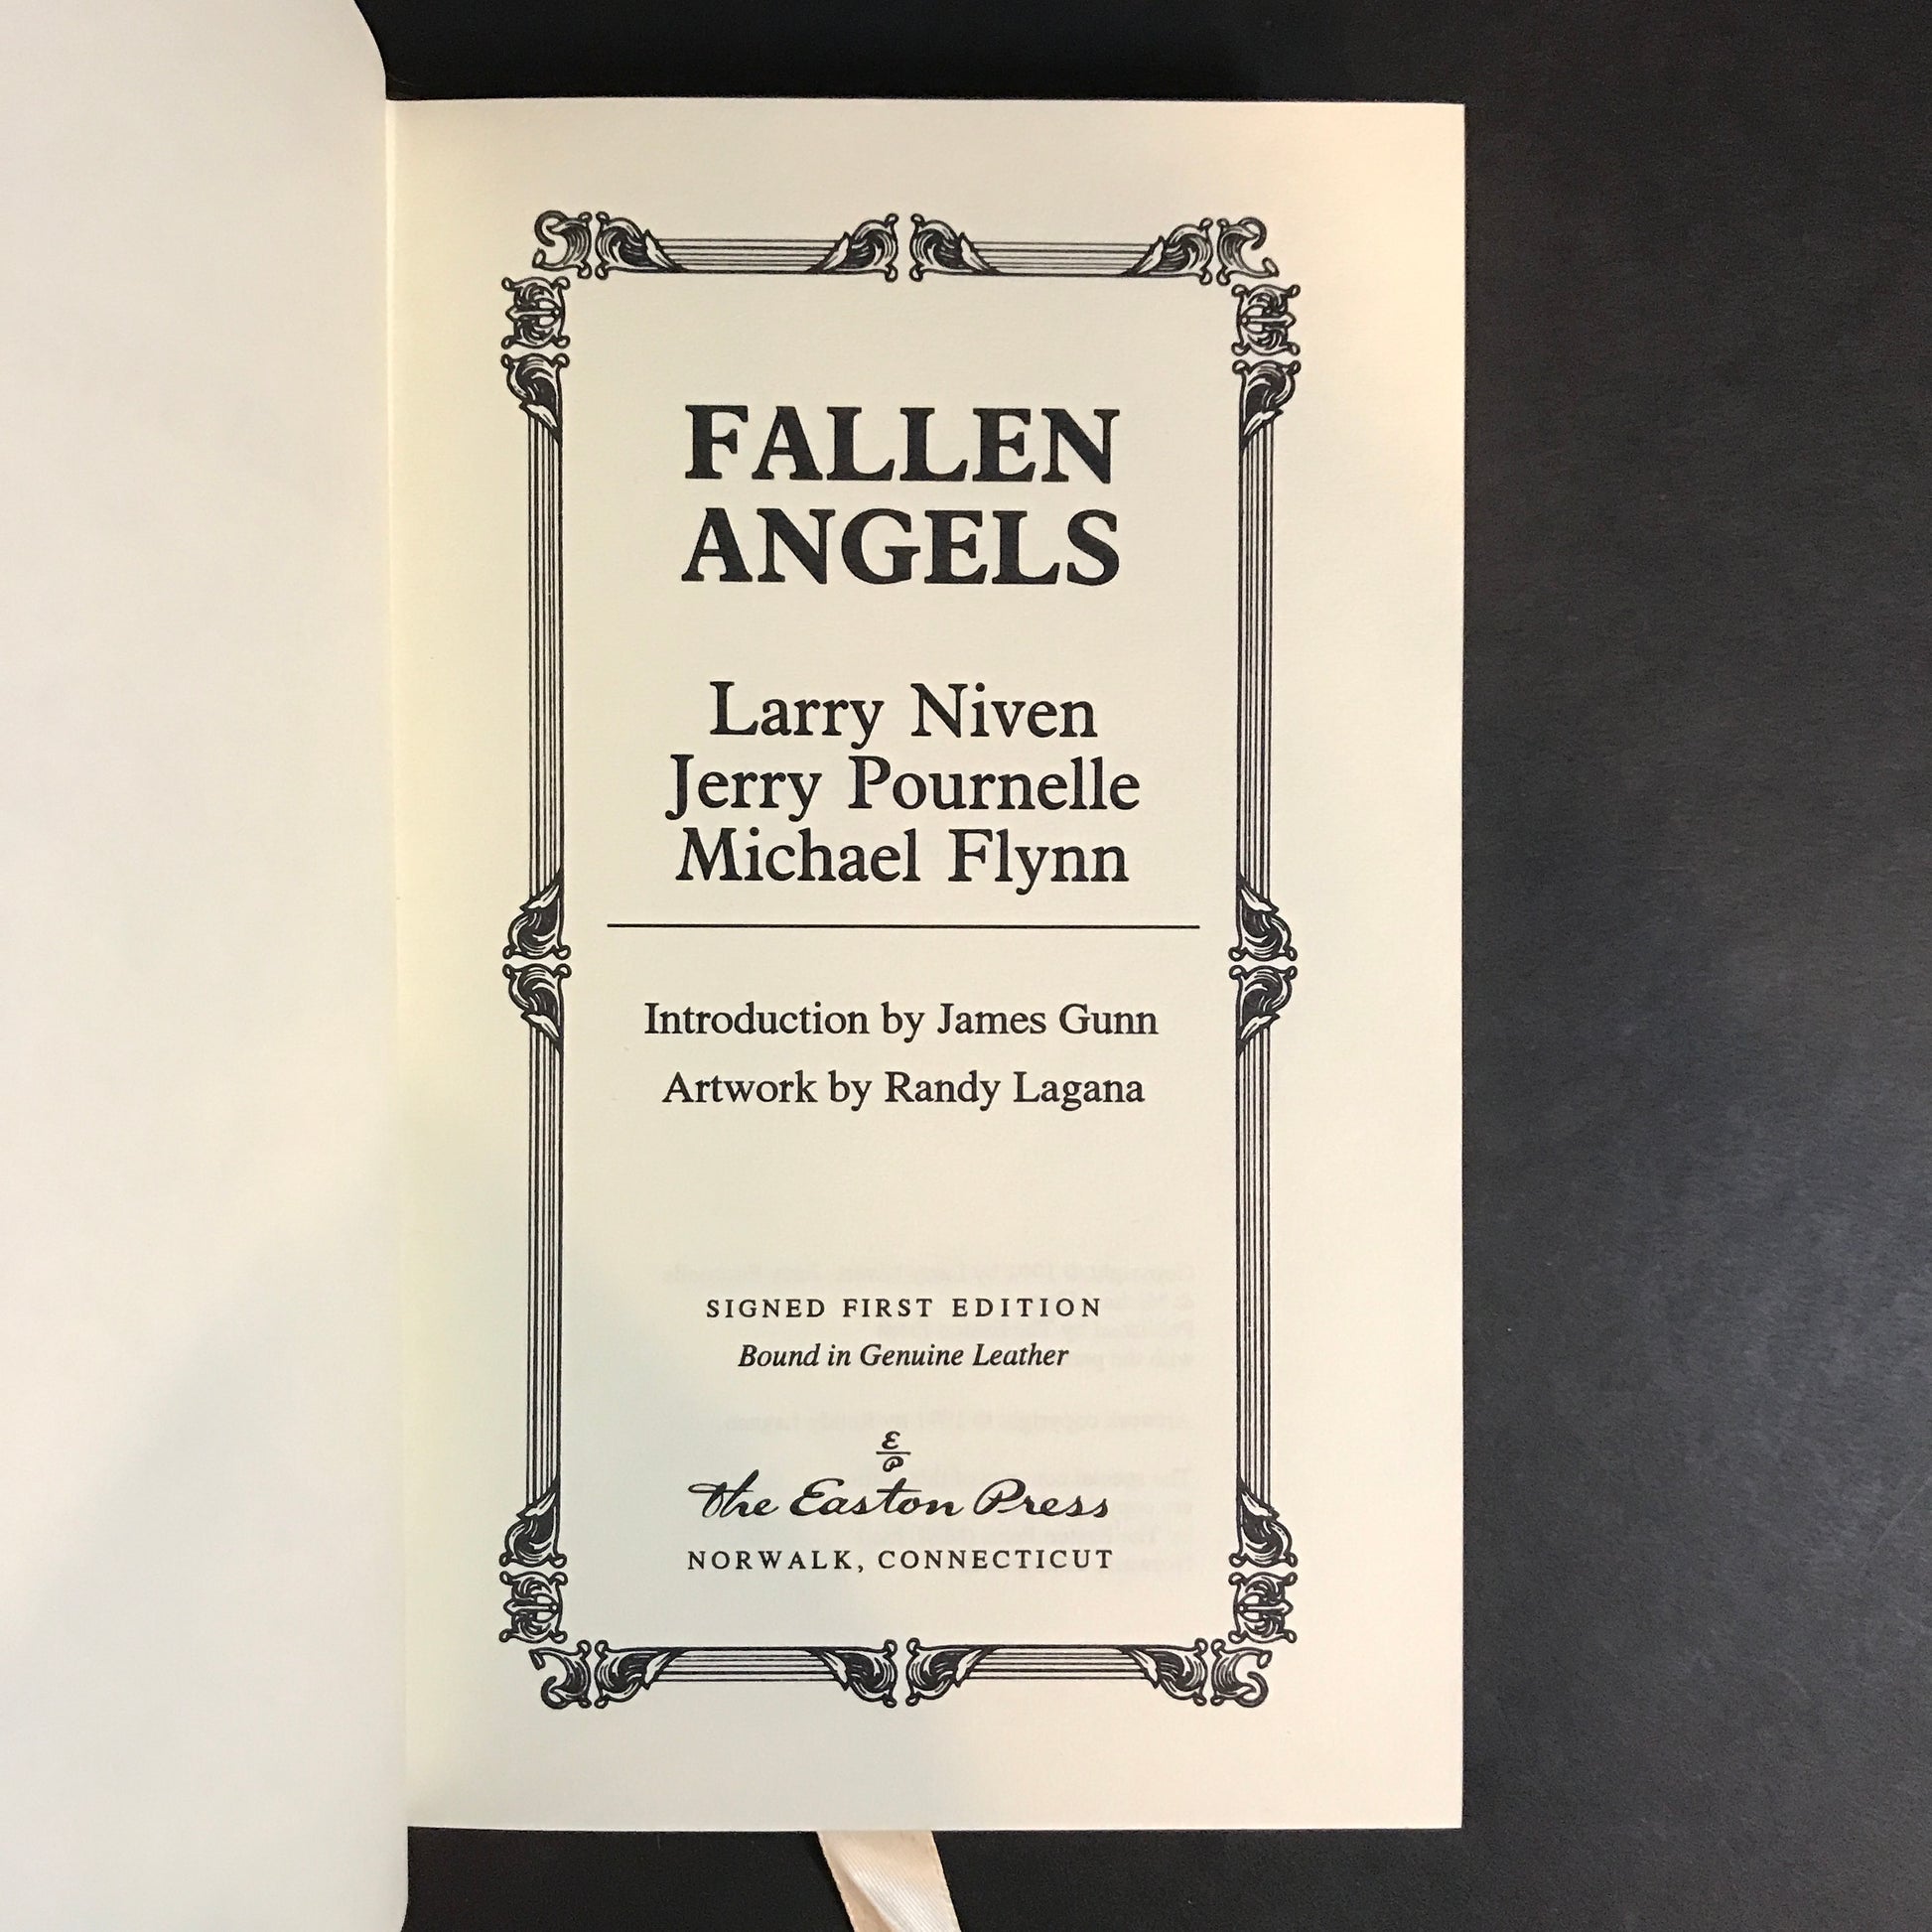 FALLEN
ANGELS
Larry Niven
Jerry Pournelle
Michael Flynn
Introduction by James Gunn
Artwork by Randy Lagana
SIGNED FIRST EDITION
Bound in Genuine Leather
E
P
The Easton Press
NORWALK, CONNECTICUT